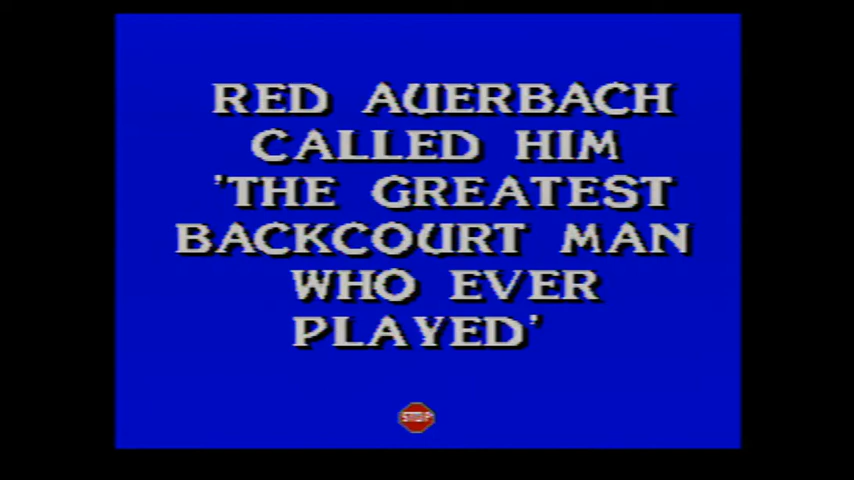 RED AUERBACH
CALLED HIM
'THE GREATEST
BACKCOURT MAN
WHO EVER
PLAYED'
STOP